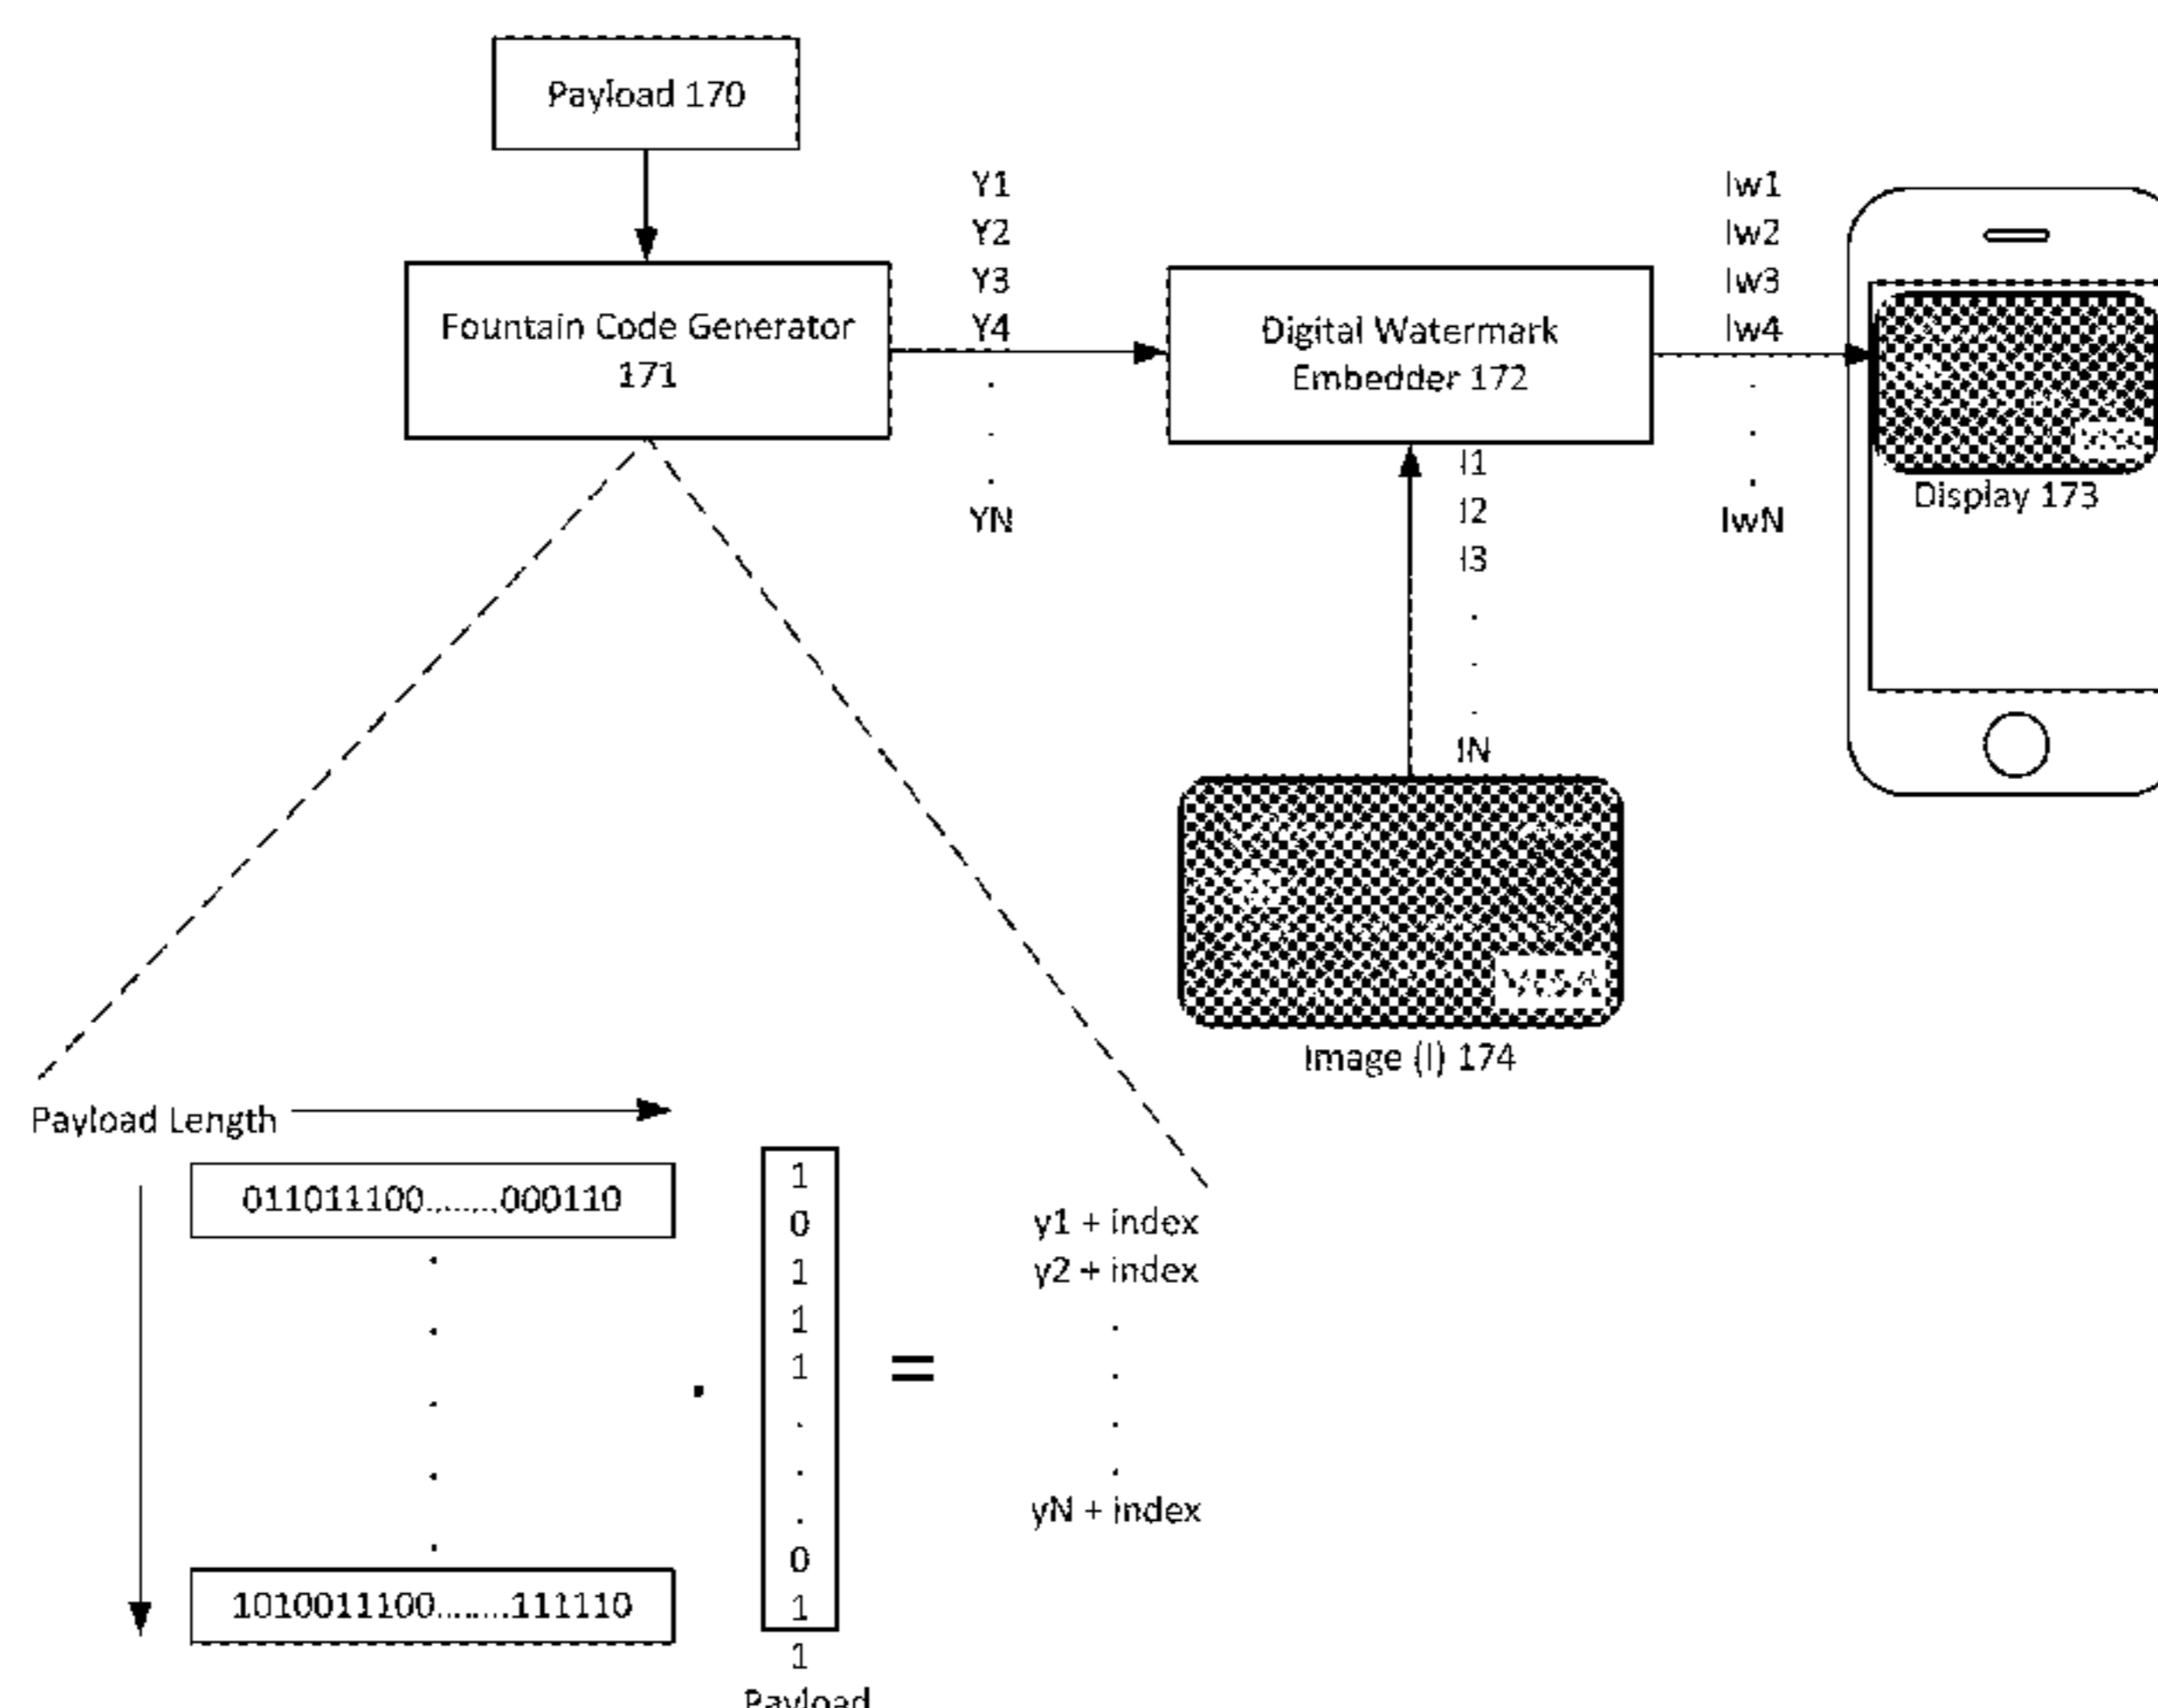 Payload 170
Fountain Code Generator
171
Y1
Y2
Y3
Y4
.
.
.
YN
Digital Watermark
Embedder 172
Iw1
Iw2
Iw3
Iw4
.
.
.
IwN
Display 173
I1
I2
I3
.
.
.
IN
Image (I) 174
Payload Length
011011100........000110
.
.
.
.
.
1010011100........111110
.
1
0
1
1
1
.
.
.
0
1
1
Payload
=
y1 + index
y2 + index
.
.
.
.
yN + index